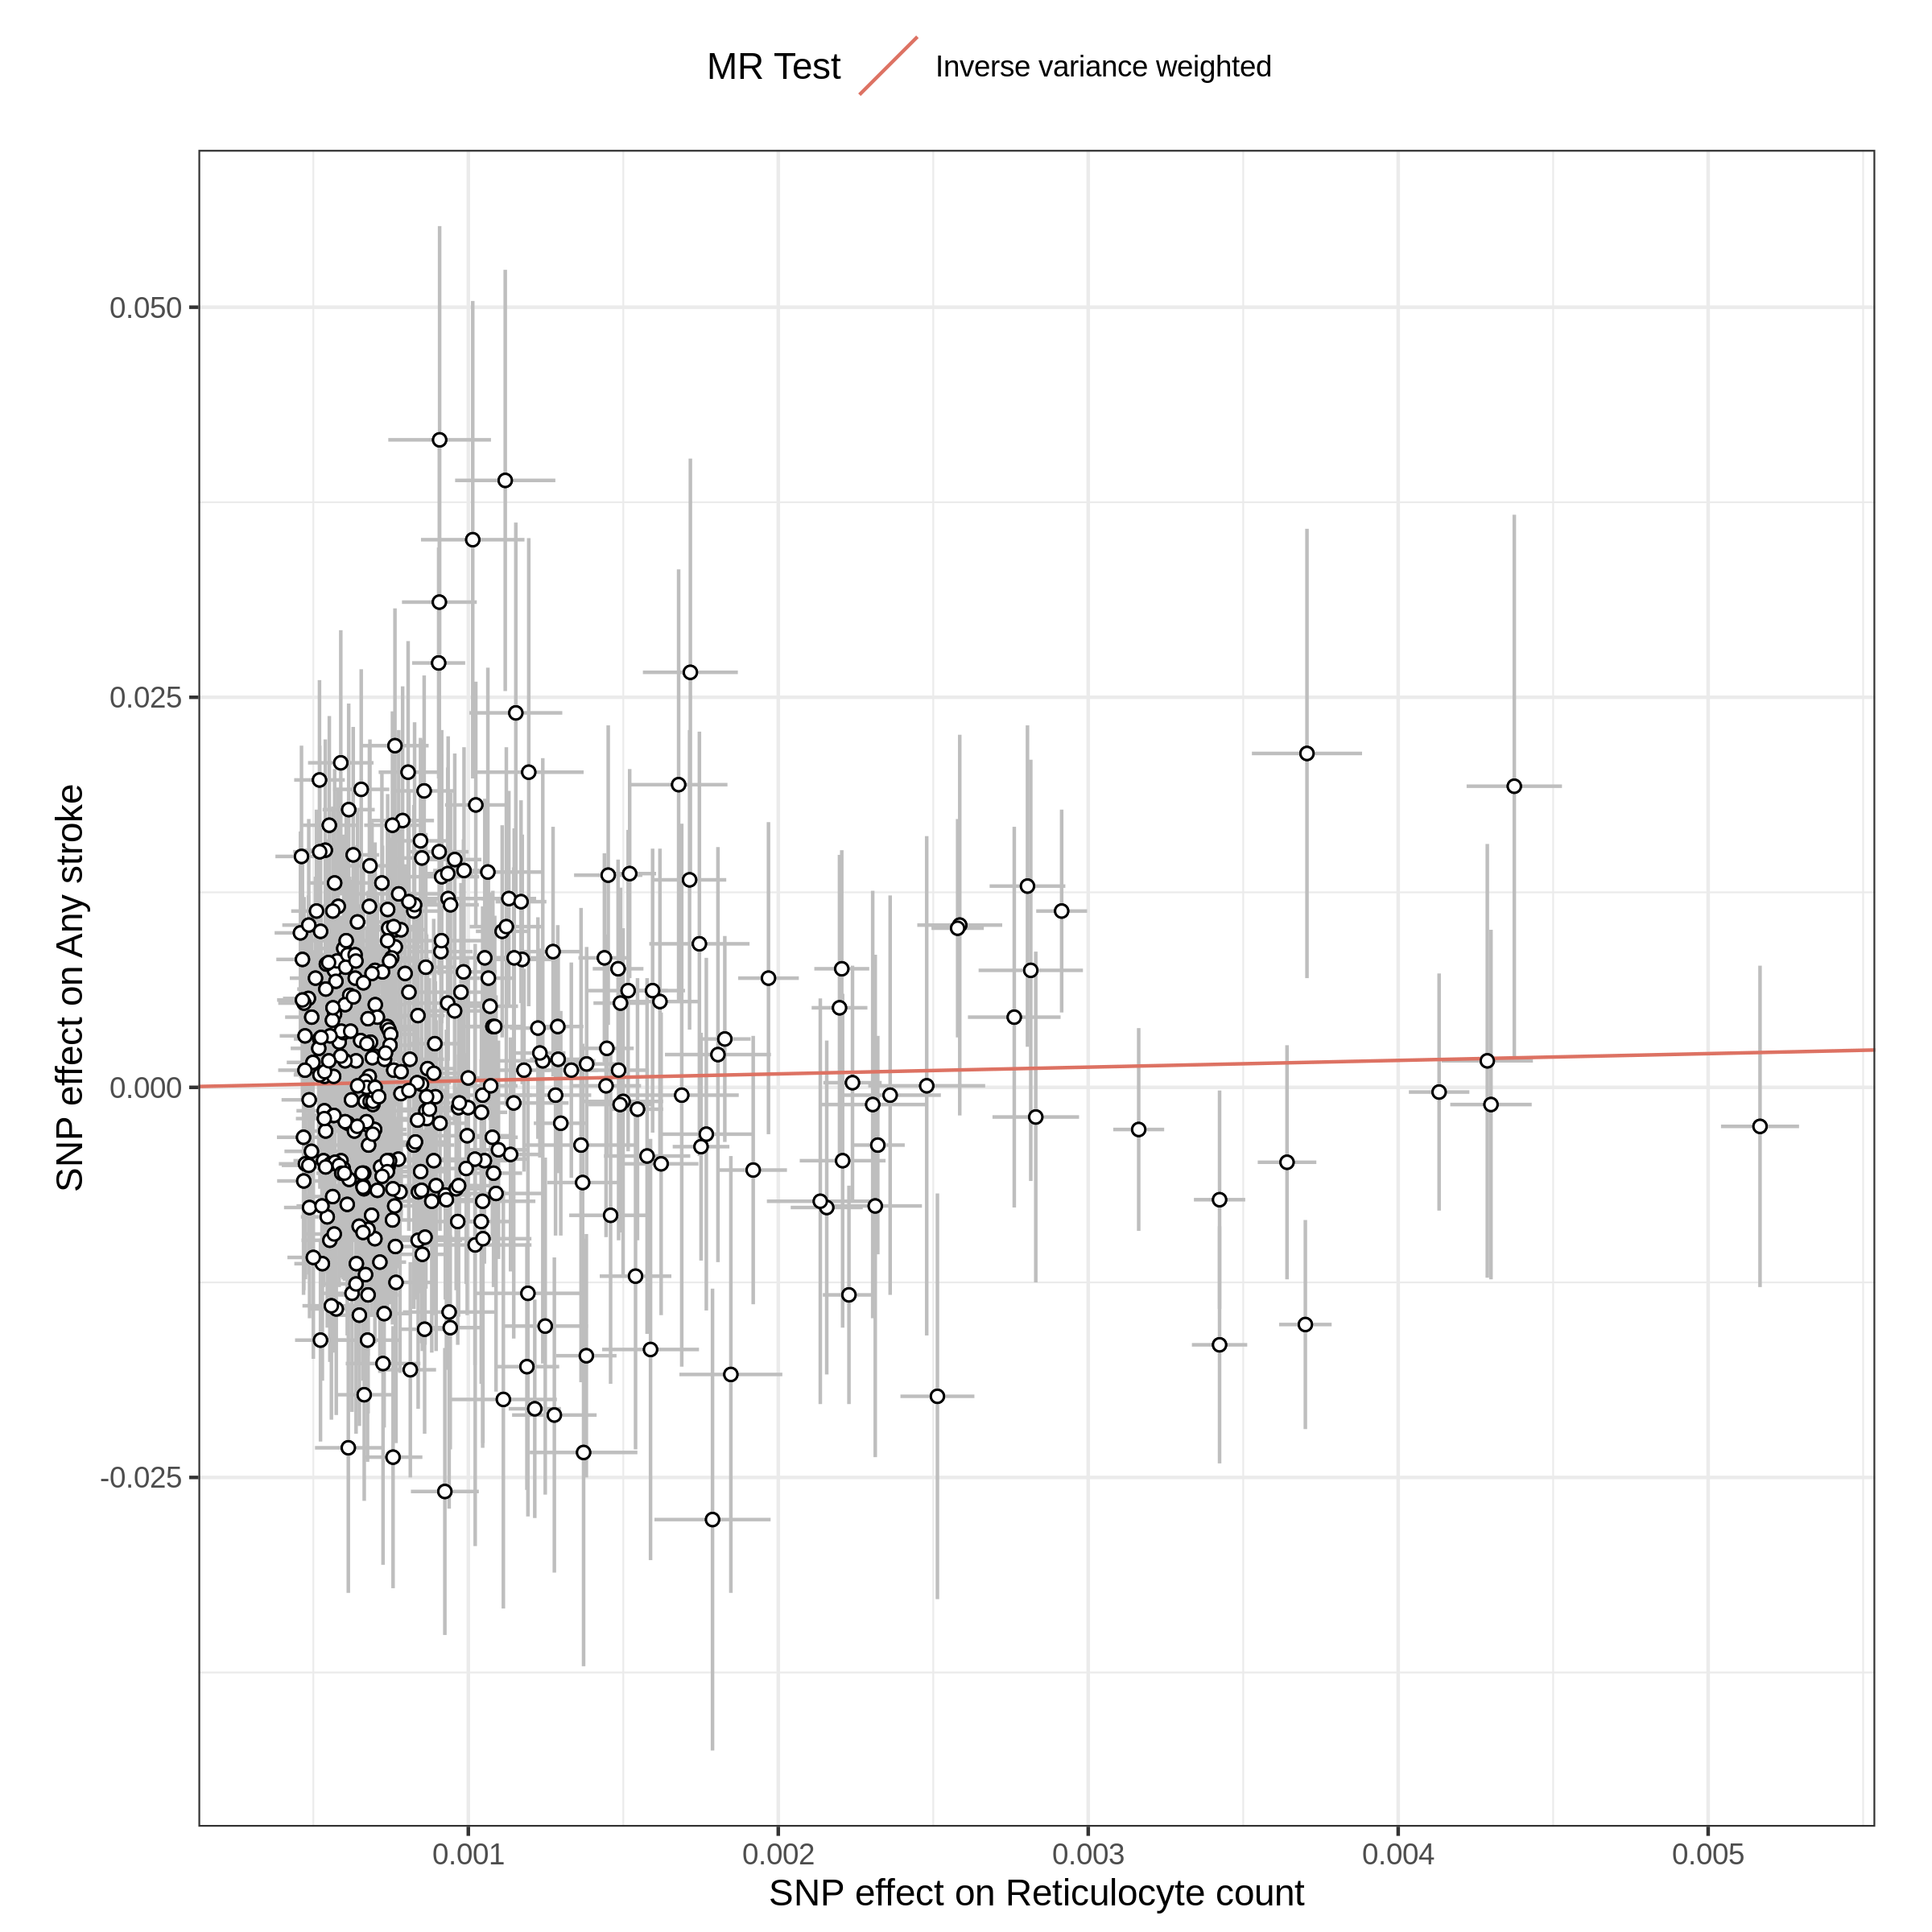 MR Test Inverse variance weighted
0.050
0.025
0.000
-0.025
SNP effect on Any stroke
0.001 0.002 0.003 0.004 0.005
SNP effect on Reticulocyte count